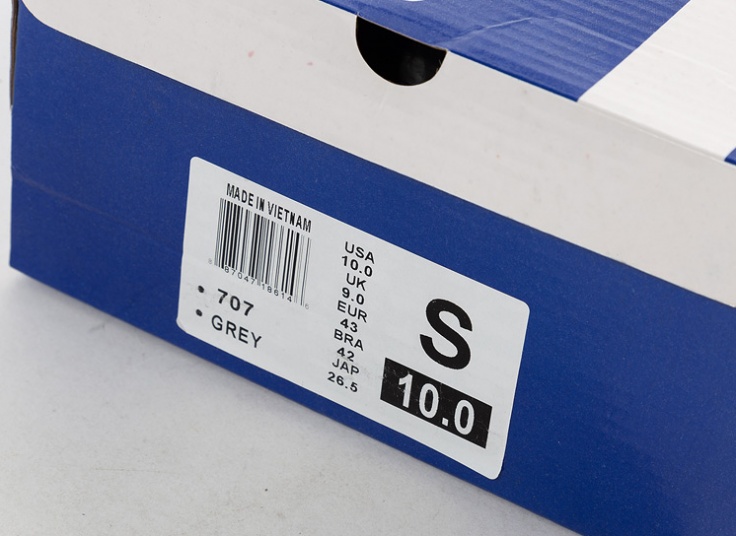 MADE IN VIETNAM
707
GREY
USA
10.0
UK
9.0
EUR
43
BRA
42
JAP
26.5
S
10.0